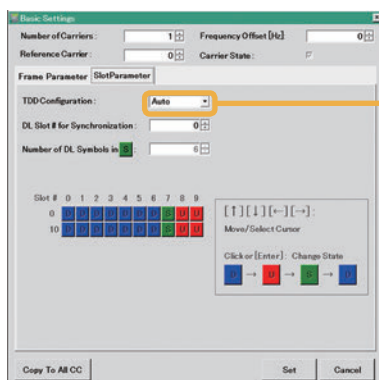 Basic Settings
Number of Carriers: 1 Frequency Offset [Hz] 0
Reference Carrier: 0 Carrier State:
Frame Parameter SlotParameter
TDD Configuration: Auto
DL Slot # for Synchronization: 0
Number of DL Symbols in S: 6
Slot # 0 1 2 3 4 5 6 7 8 9
0 D D D D D D D S U U
10 D D D D D D D S U U
[↑][↓][←][→]:
Move/Select Cursor
Click or [Enter]: Change State
D → U → S → D
Copy To All CC Set Cancel